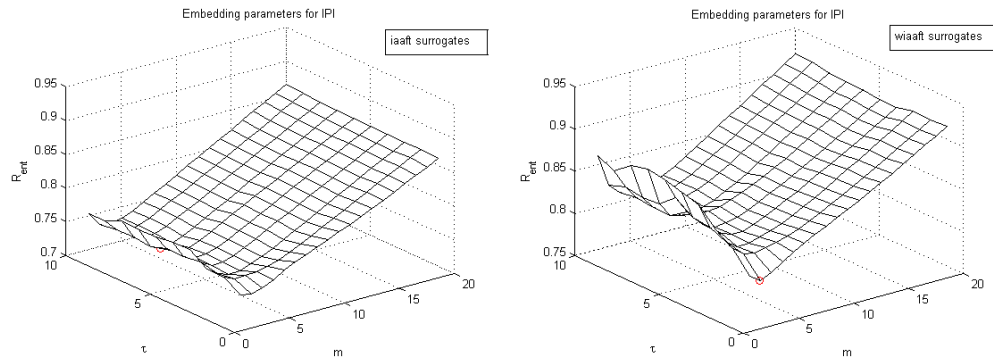 Embedding parameters for IPI
iaaft surrogates
0.95
0.9
0.85
0.8
0.75
0.7
R_ent
10
5
0
τ
0
5
10
15
20
m
Embedding parameters for IPI
wiaaft surrogates
0.95
0.9
0.85
0.8
0.75
R_ent
10
5
0
τ
0
5
10
15
20
m